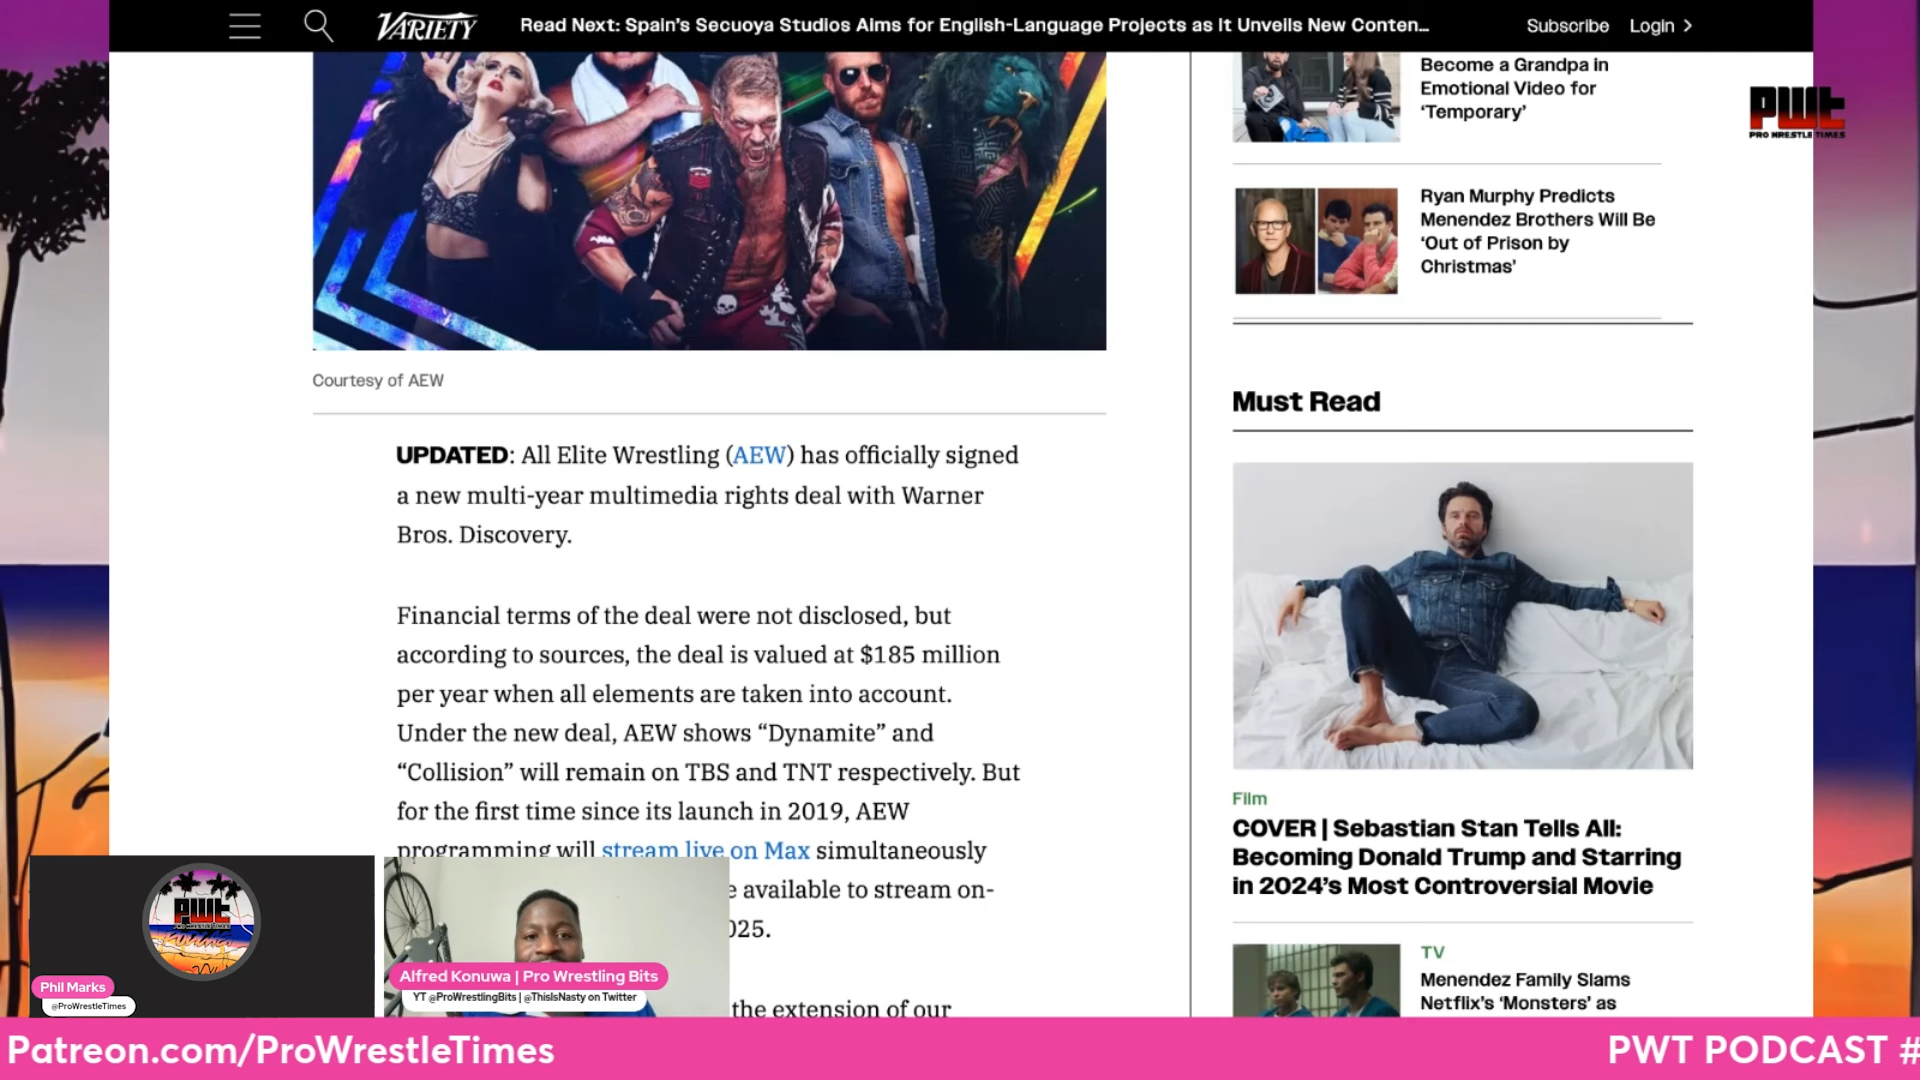 VARIETY
Read Next: Spain's Secuoya Studios Aims for English-Language Projects as It Unveils New Conten...
Subscribe
Login
Become a Grandpa in
Emotional Video for
‘Temporary’
PWT
PRO WRESTLE TIMES
Ryan Murphy Predicts
Menendez Brothers Will Be
‘Out of Prison by
Christmas’
Courtesy of AEW
UPDATED: All Elite Wrestling (AEW) has officially signed
a new multi-year multimedia rights deal with Warner
Bros. Discovery.
Financial terms of the deal were not disclosed, but
according to sources, the deal is valued at $185 million
per year when all elements are taken into account.
Under the new deal, AEW shows “Dynamite” and
“Collision” will remain on TBS and TNT respectively. But
for the first time since its launch in 2019, AEW
programming will stream live on Max simultaneously
available to stream on-
025.
the extension of our
Must Read
Film
COVER | Sebastian Stan Tells All:
Becoming Donald Trump and Starring
in 2024’s Most Controversial Movie
TV
Menendez Family Slams
Netflix’s ‘Monsters’ as
PWT
Phil Marks
@ProWrestleTimes
Alfred Konuwa | Pro Wrestling Bits
YT @ProWrestlingBits | @ThisIsNasty on Twitter
Patreon.com/ProWrestleTimes
PWT PODCAST #